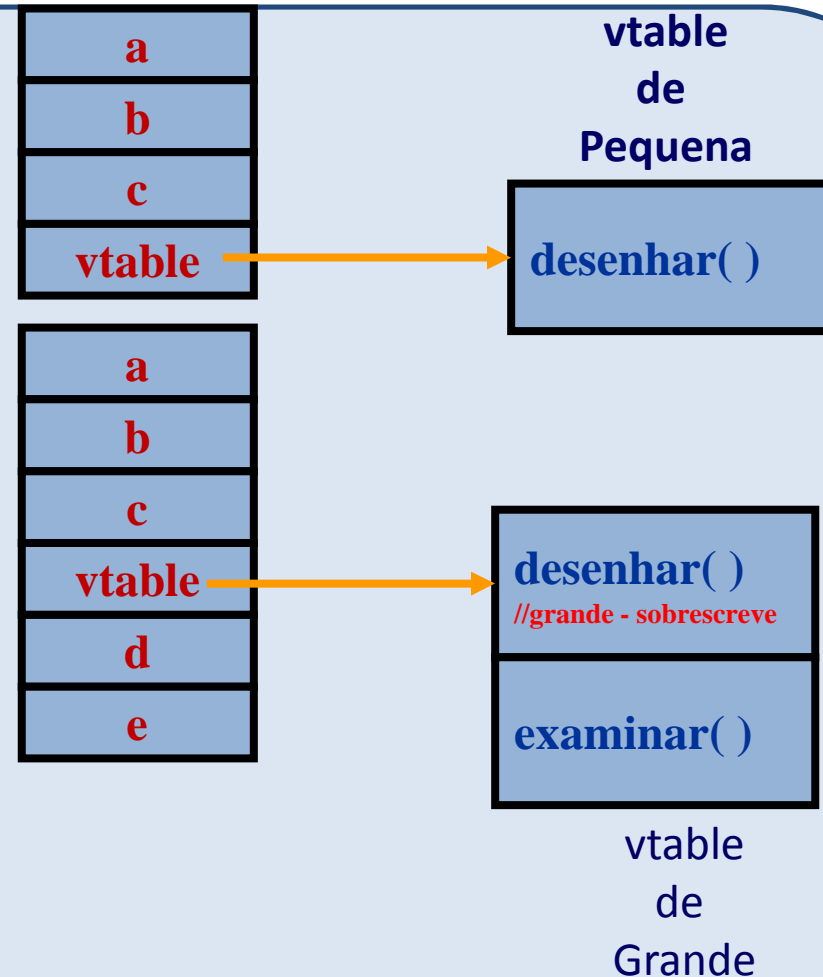 a
b
c
vtable
vtable
de
Pequena
desenhar( )
a
b
c
vtable
d
e
desenhar( )
//grande - sobrescreve
examinar( )
vtable
de
Grande